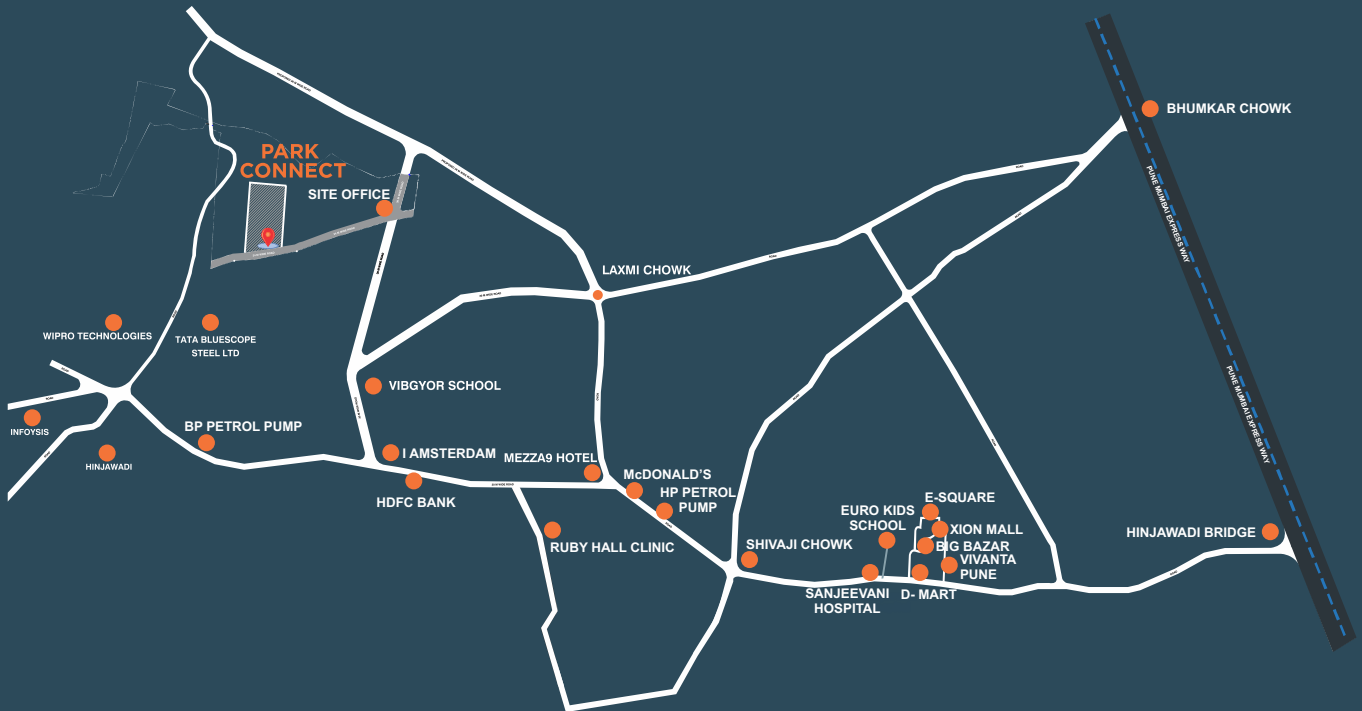 BHUMKAR CHOWK
PARK
CONNECT
SITE OFFICE
PUNE MUMBAI EXPRESS WAY
LAXMI CHOWK
WIPRO TECHNOLOGIES
TATA BLUESCOPE
STEEL LTD
VIBGYOR SCHOOL
PUNE MUMBAI EXPRESS WAY
INFOYSIS
BP PETROL PUMP
HINJAWADI
I AMSTERDAM
MEZZA9 HOTEL
McDONALD'S
HDFC BANK
HP PETROL
PUMP
E-SQUARE
EURO KIDS
SCHOOL
XION MALL
HINJAWADI BRIDGE
RUBY HALL CLINIC
SHIVAJI CHOWK
BIG BAZAR
VIVANTA
PUNE
SANJEEVANI
HOSPITAL
D- MART